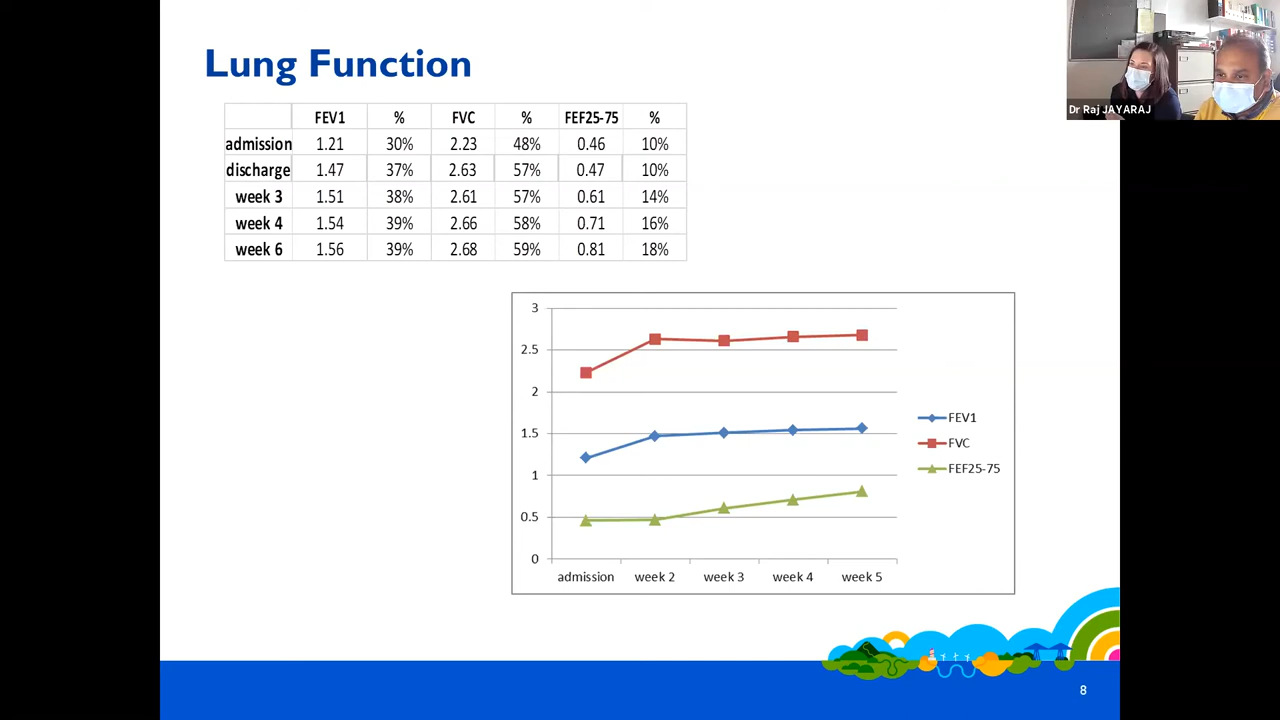 Lung Function
FEV1 % FVC % FEF25-75 %
admission 1.21 30% 2.23 48% 0.46 10%
discharge 1.47 37% 2.63 57% 0.47 10%
week 3 1.51 38% 2.61 57% 0.61 14%
week 4 1.54 39% 2.66 58% 0.71 16%
week 6 1.56 39% 2.68 59% 0.81 18%
Dr Raj JAYARAJ
3
2.5
2
1.5
1
0.5
0
admission week 2 week 3 week 4 week 5
FEV1
FVC
FEF25-75
8